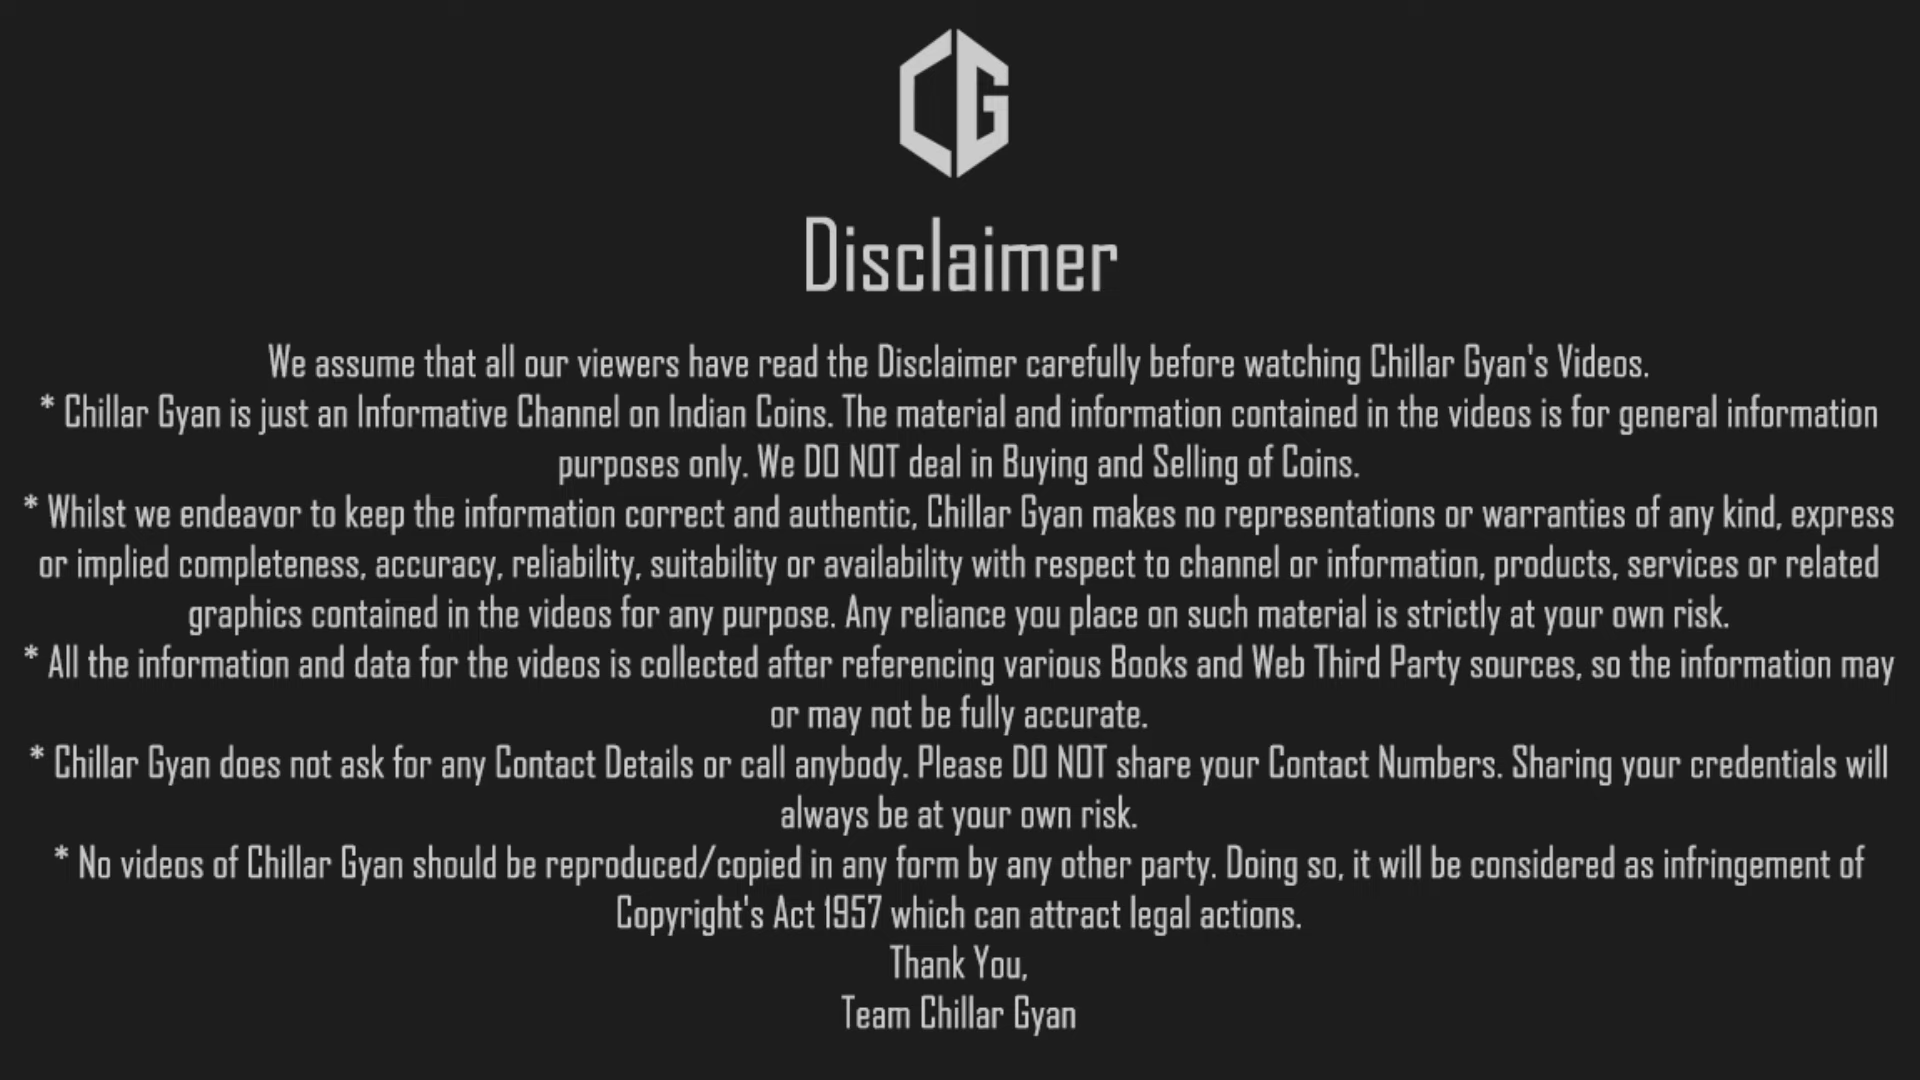 CG
Disclaimer
We assume that all our viewers have read the Disclaimer carefully before watching Chillar Gyan's Videos.
* Chillar Gyan is just an Informative Channel on Indian Coins. The material and information contained in the videos is for general information
purposes only. We DO NOT deal in Buying and Selling of Coins.
* Whilst we endeavor to keep the information correct and authentic, Chillar Gyan makes no representations or warranties of any kind, express
or implied completeness, accuracy, reliability, suitability or availability with respect to channel or information, products, services or related
graphics contained in the videos for any purpose. Any reliance you place on such material is strictly at your own risk.
* All the information and data for the videos is collected after referencing various Books and Web Third Party sources, so the information may
or may not be fully accurate.
* Chillar Gyan does not ask for any Contact Details or call anybody. Please DO NOT share your Contact Numbers. Sharing your credentials will
always be at your own risk.
* No videos of Chillar Gyan should be reproduced/copied in any form by any other party. Doing so, it will be considered as infringement of
Copyright's Act 1957 which can attract legal actions.
Thank You,
Team Chillar Gyan